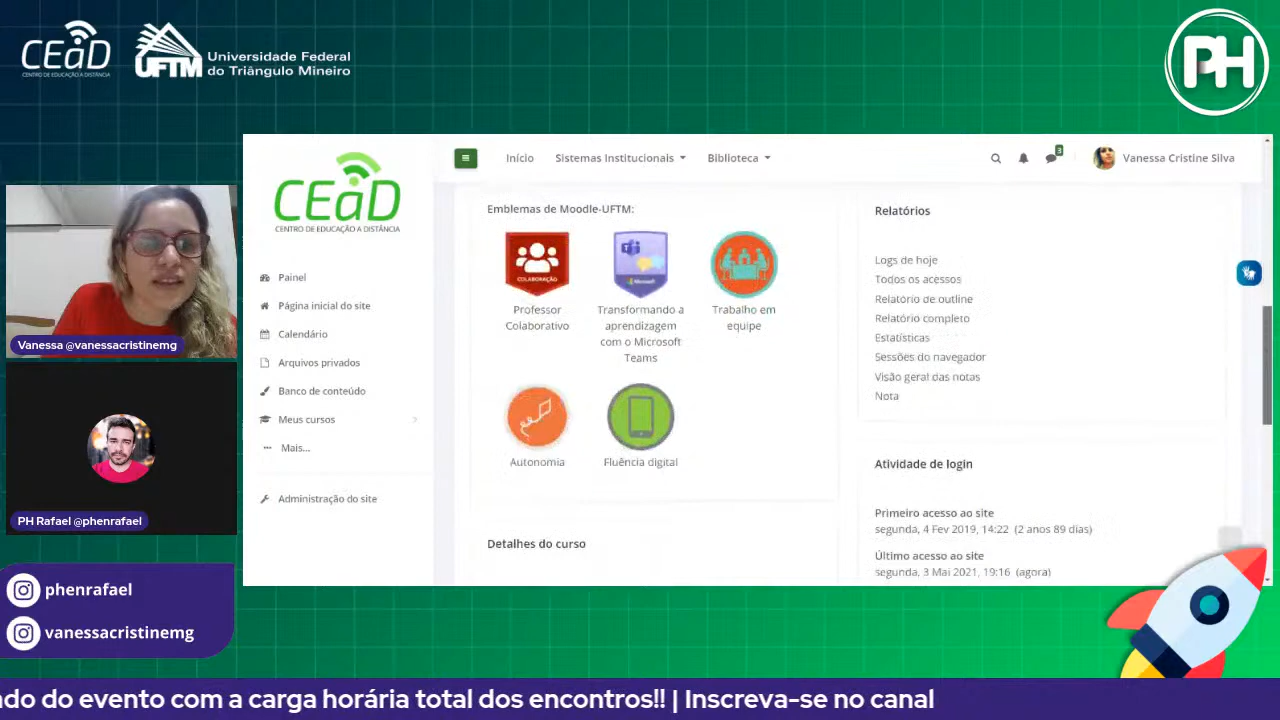 CEaD
CENTRO DE EDUCAÇÃO A DISTÂNCIA
UFTM
Universidade Federal
do Triângulo Mineiro
PH
CEaD
CENTRO DE EDUCAÇÃO A DISTÂNCIA
Início
Sistemas Institucionais
Biblioteca
3
Vanessa Cristine Silva
Painel
Página inicial do site
Calendário
Arquivos privados
Banco de conteúdo
Meus cursos
Mais...
Administração do site
Emblemas de Moodle-UFTM:
COLABORAÇÃO
Professor
Colaborativo
Microsoft
Transformando a
aprendizagem
com o Microsoft
Teams
Trabalho em
equipe
Autonomia
Fluência digital
Detalhes do curso
Relatórios
Logs de hoje
Todos os acessos
Relatório de outline
Relatório completo
Estatísticas
Sessões do navegador
Visão geral das notas
Nota
Atividade de login
Primeiro acesso ao site
segunda, 4 Fev 2019, 14:22 (2 anos 89 dias)
Último acesso ao site
segunda, 3 Mai 2021, 19:16 (agora)
Vanessa @vanessacristinemg
PH Rafael @phenrafael
phenrafael
vanessacristinemg
ado do evento com a carga horária total dos encontros!! | Inscreva-se no canal